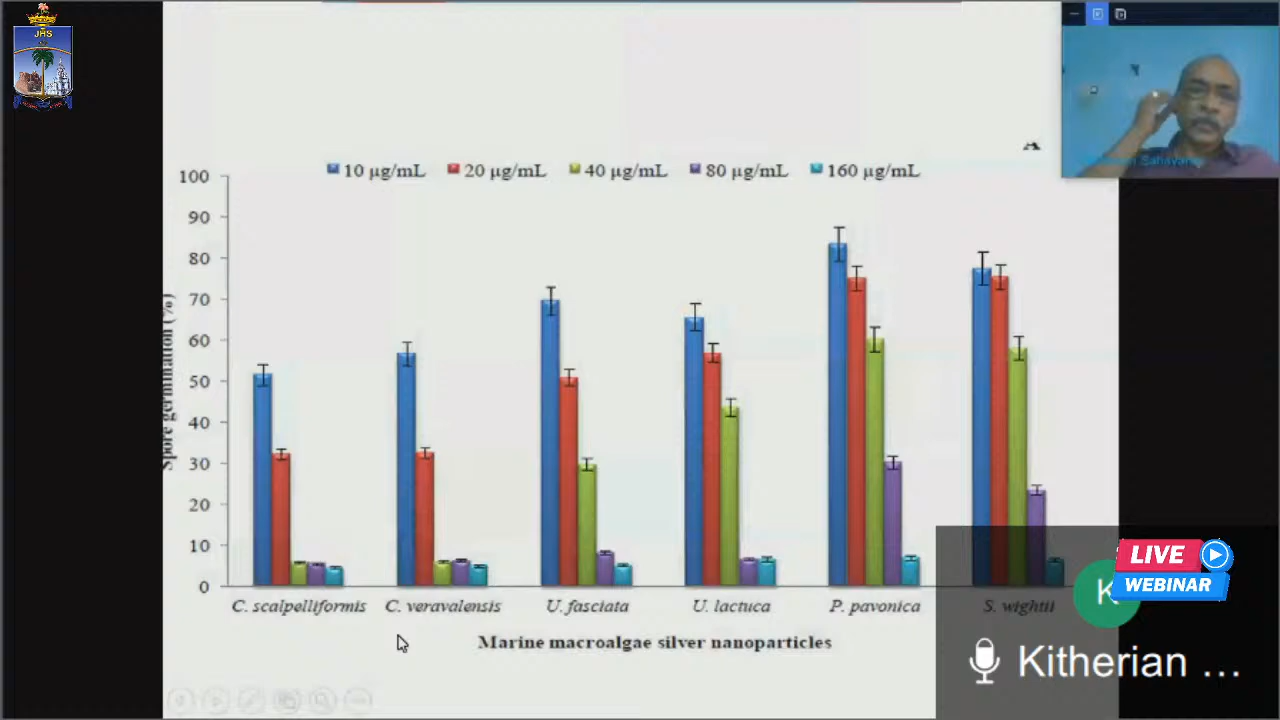 JHS
10 µg/mL 20 µg/mL 40 µg/mL 80 µg/mL 160 µg/mL
100
90
80
70
60
50
40
30
20
10
0
Spore germination (%)
C. scalpelliformis C. veravalensis U. fasciata U. lactuca P. pavonica S. wightii
Marine macroalgae silver nanoparticles
LIVE
WEBINAR
K
Kitherian ...